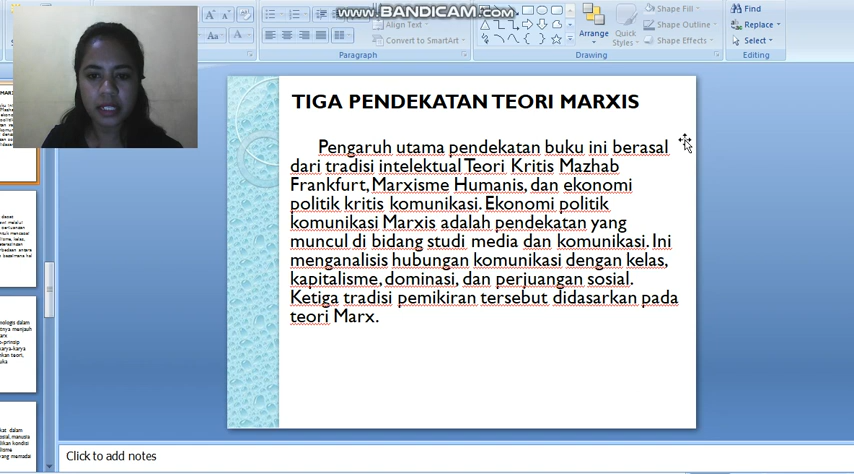 WWW.BANDICAM.COM
Align Text
Convert to SmartArt
Arrange
Quick
Styles
Shape Fill
Shape Outline
Shape Effects
Find
Replace
Select
Paragraph
Drawing
Editing
TIGA PENDEKATAN TEORI MARXIS
Pengaruh utama pendekatan buku ini berasal
dari tradisi intelektual Teori Kritis Mazhab
Frankfurt, Marxisme Humanis, dan ekonomi
politik kritis komunikasi. Ekonomi politik
komunikasi Marxis adalah pendekatan yang
muncul di bidang studi media dan komunikasi. Ini
menganalisis hubungan komunikasi dengan kelas,
kapitalisme, dominasi, dan perjuangan sosial.
Ketiga tradisi pemikiran tersebut didasarkan pada
teori Marx.
Click to add notes